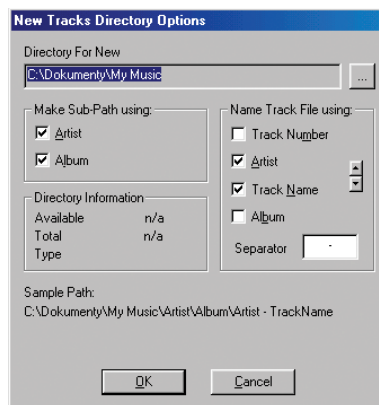 New Tracks Directory Options
Directory For New
C:\Dokumenty\My Music
...
Make Sub-Path using:
Artist
Album
Directory Information
Available n/a
Total n/a
Type
Name Track File using:
Track Number
Artist
Track Name
Album
Separator -
Sample Path:
C:\Dokumenty\My Music\Artist\Album\Artist - TrackName
OK
Cancel